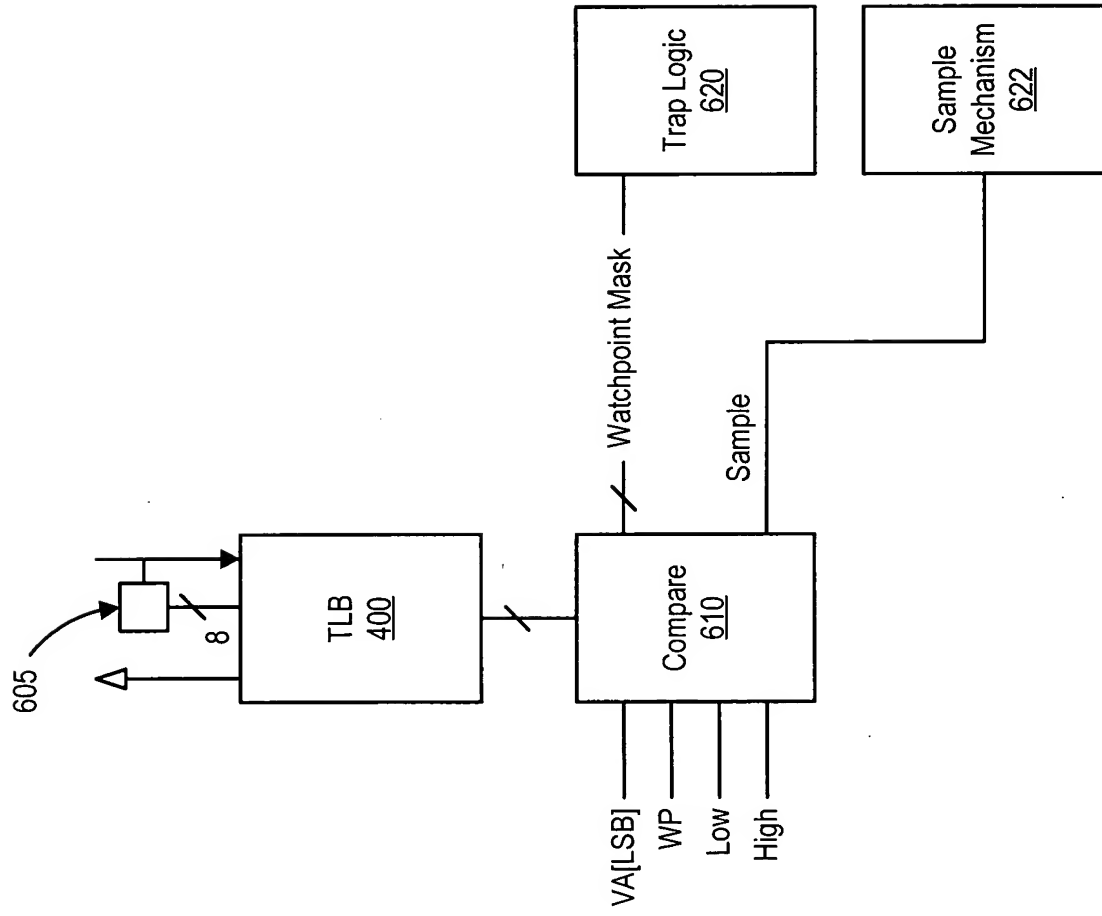 605
8
TLB
400
VA[LSB]
WP
Low
High
Compare
610
Watchpoint Mask
Sample
Trap Logic
620
Sample
Mechanism
622